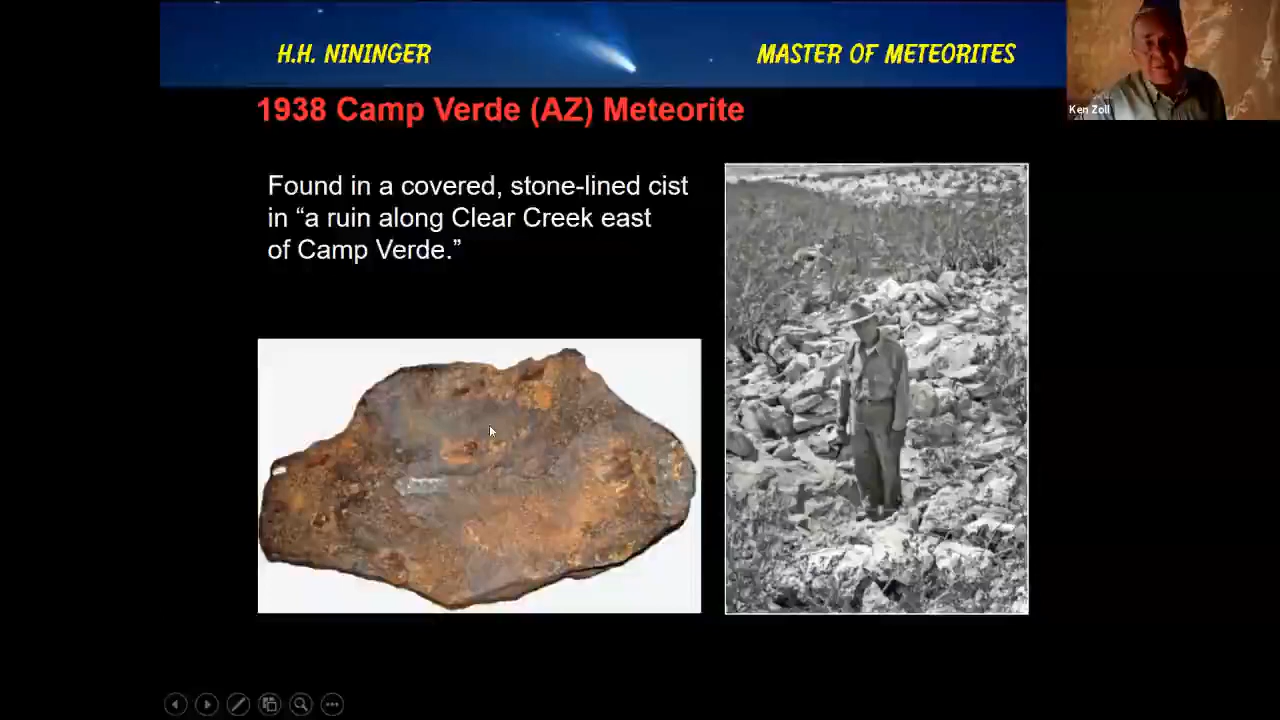 H.H. NININGER
MASTER OF METEORITES
Ken Zoll
1938 Camp Verde (AZ) Meteorite
Found in a covered, stone-lined cist
in “a ruin along Clear Creek east
of Camp Verde.”